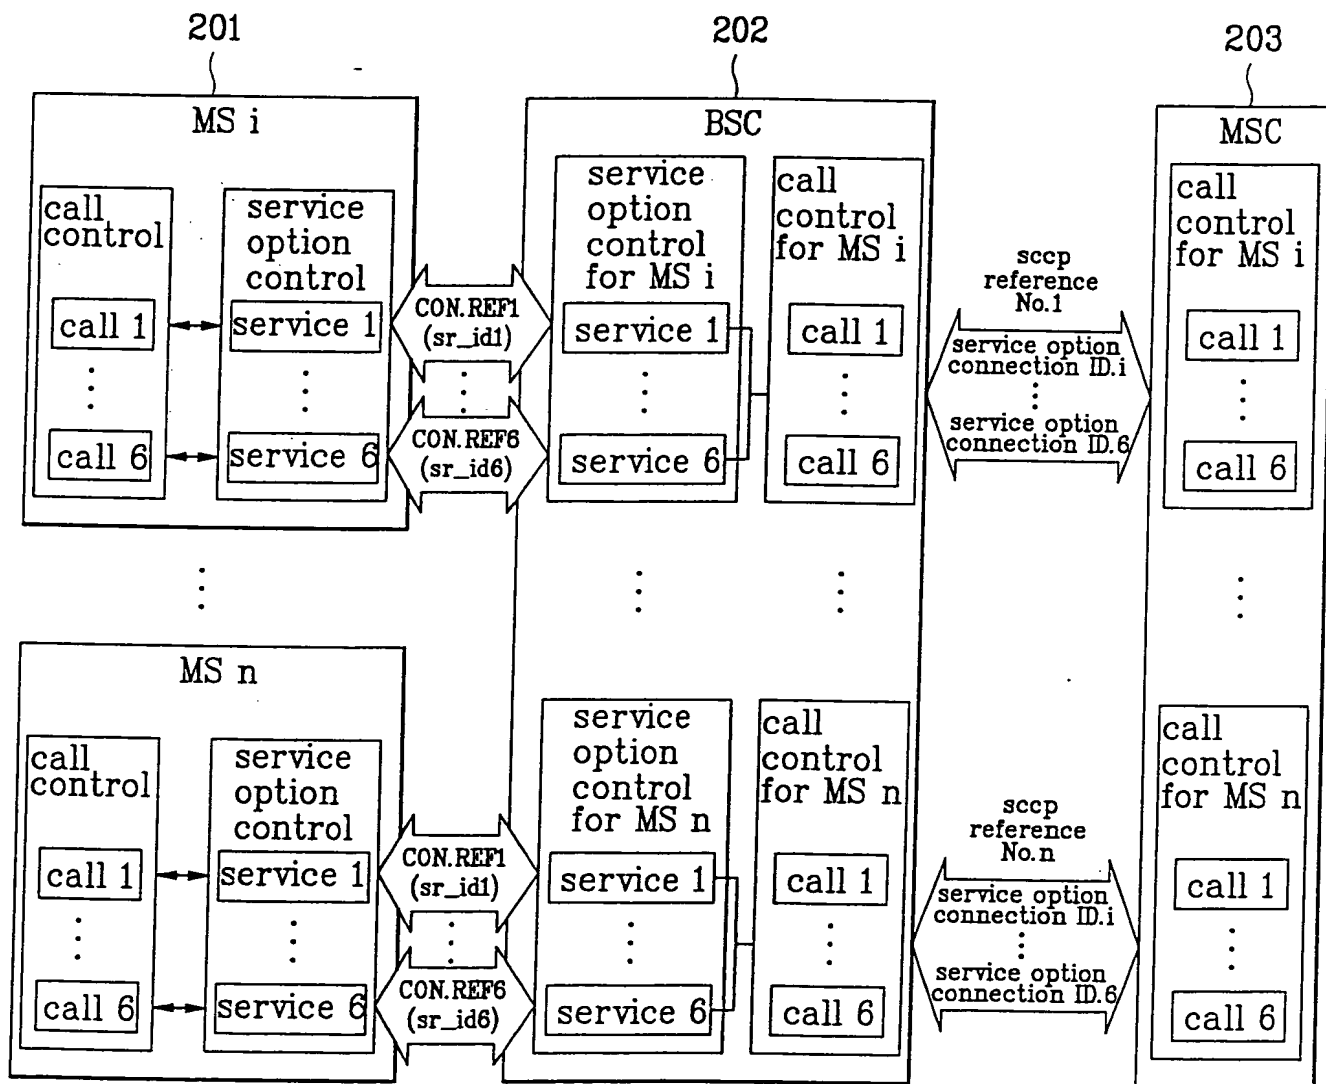 201
202
203
MS i
BSC
MSC
call
control
service
option
control
service
option
control
for MS i
call
control
for MS i
call
control
for MS i
sccp
reference
No.1
call 1
service 1
CON.REF1
(sr_id1)
service 1
call 1
service option
connection ID.i
call 1
call 6
service 6
CON.REF6
(sr_id6)
service 6
call 6
service option
connection ID.6
call 6
MS n
call
control
service
option
control
service
option
control
for MS n
call
control
for MS n
call
control
for MS n
sccp
reference
No.n
call 1
service 1
CON.REF1
(sr_id1)
service 1
call 1
service option
connection ID.i
call 1
call 6
service 6
CON.REF6
(sr_id6)
service 6
call 6
service option
connection ID.6
call 6